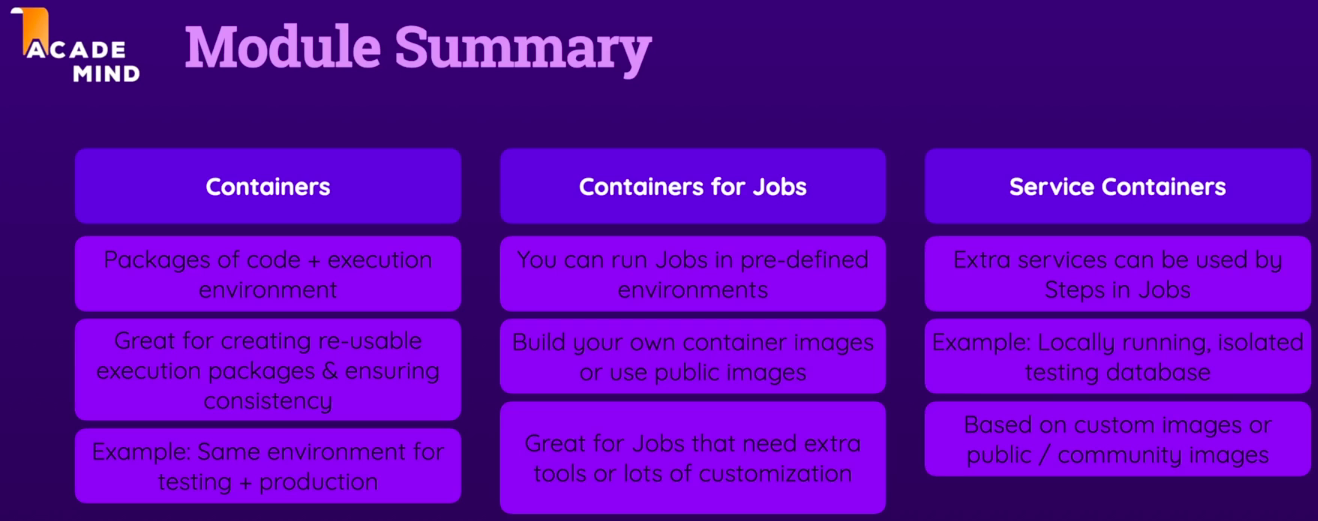 ACADE
MIND
Module Summary
Containers
Packages of code + execution
environment
Great for creating re-usable
execution packages & ensuring
consistency
Example: Same environment for
testing + production
Containers for Jobs
You can run Jobs in pre-defined
environments
Build your own container images
or use public images
Great for Jobs that need extra
tools or lots of customization
Service Containers
Extra services can be used by
Steps in Jobs
Example: Locally running, isolated
testing database
Based on custom images or
public / community images